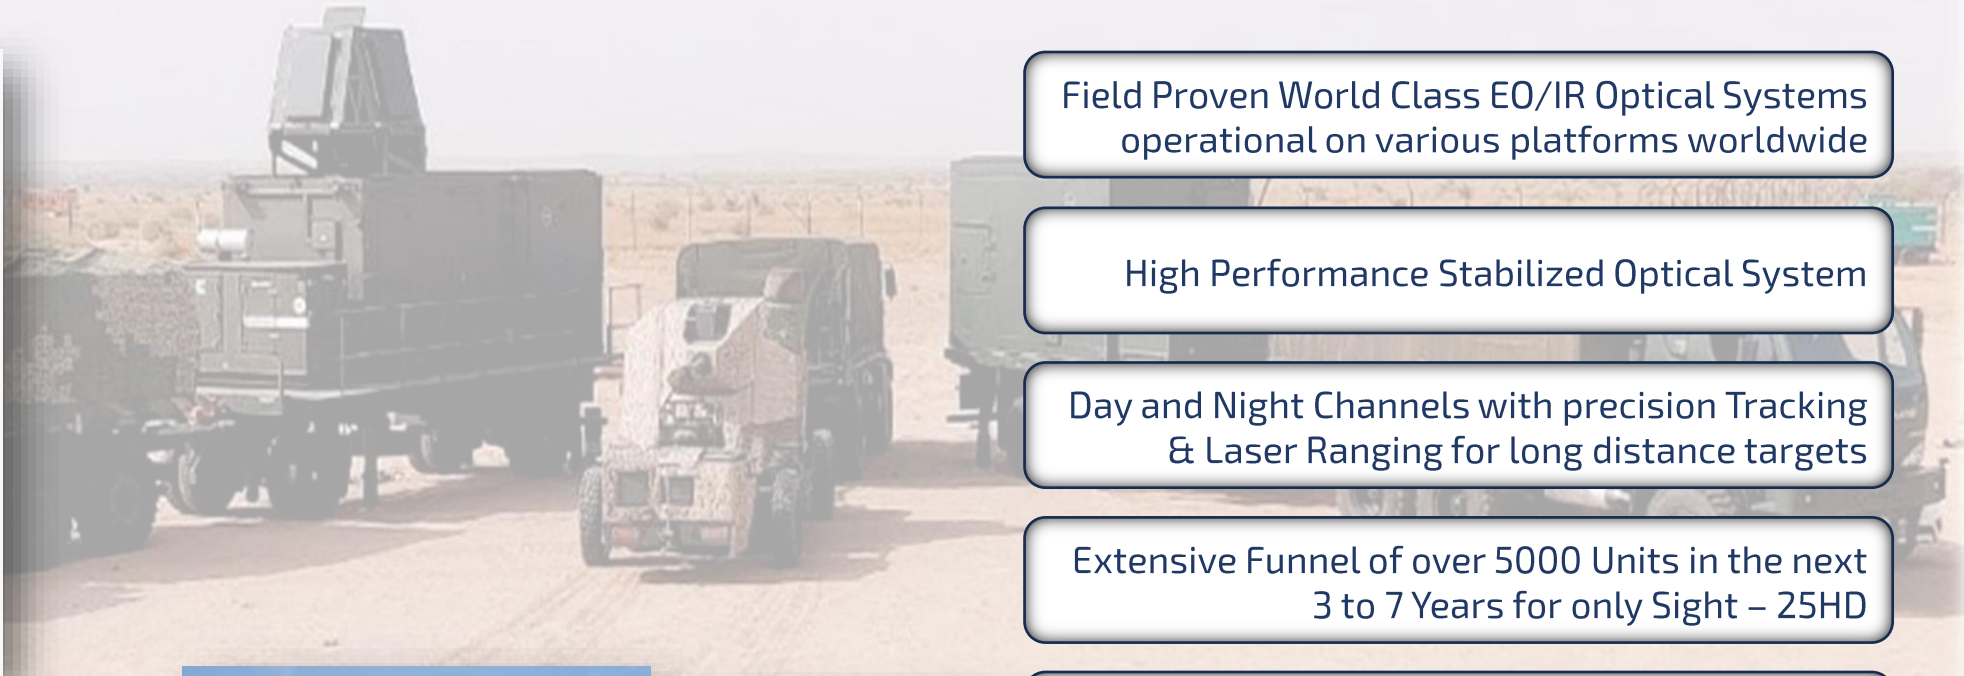 Field Proven World Class EO/IR Optical Systems
operational on various platforms worldwide
High Performance Stabilized Optical System
Day and Night Channels with precision Tracking
& Laser Ranging for long distance targets
Extensive Funnel of over 5000 Units in the next
3 to 7 Years for only Sight – 25HD